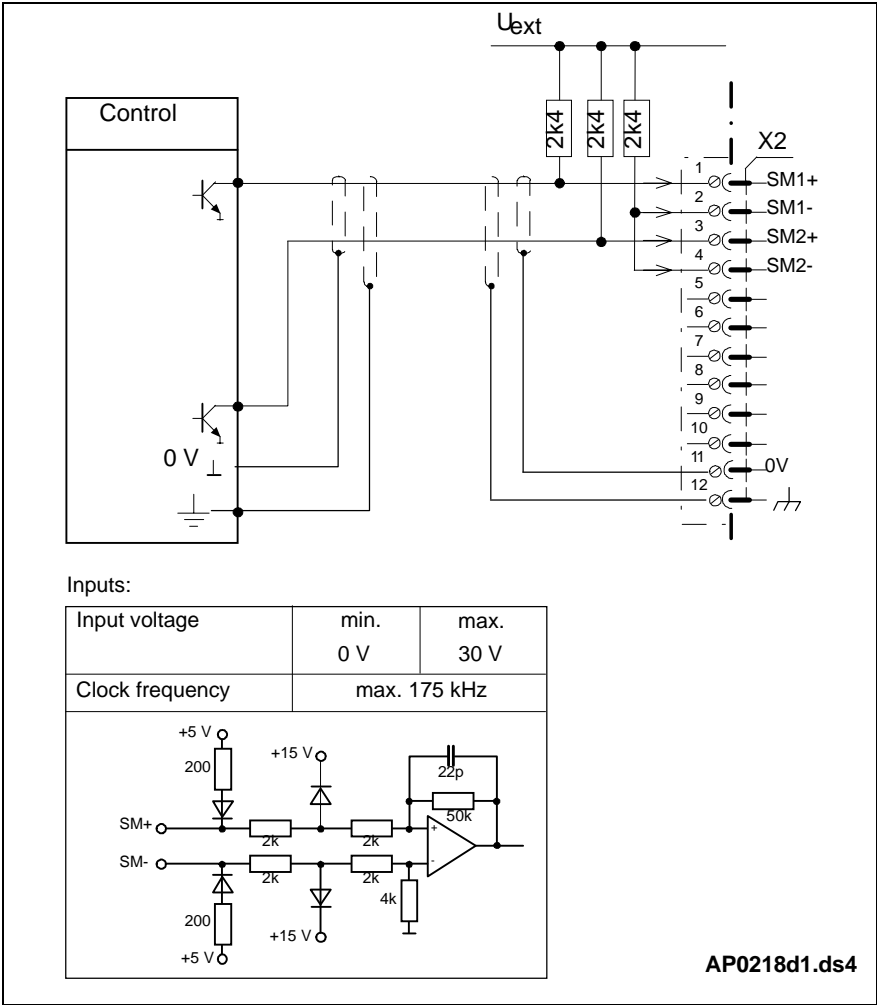 Uext
Control
2k4
2k4
2k4
X2
1
SM1+
2
SM1-
3
SM2+
4
SM2-
5
6
7
8
9
10
0 V
11
0V
12
Inputs:
Input voltage min. max.
0 V 30 V
Clock frequency max. 175 kHz
+5 V
+15 V
200
22p
50k
SM+
2k
2k
+
SM-
2k
2k
-
4k
200
+15 V
+5 V
AP0218d1.ds4